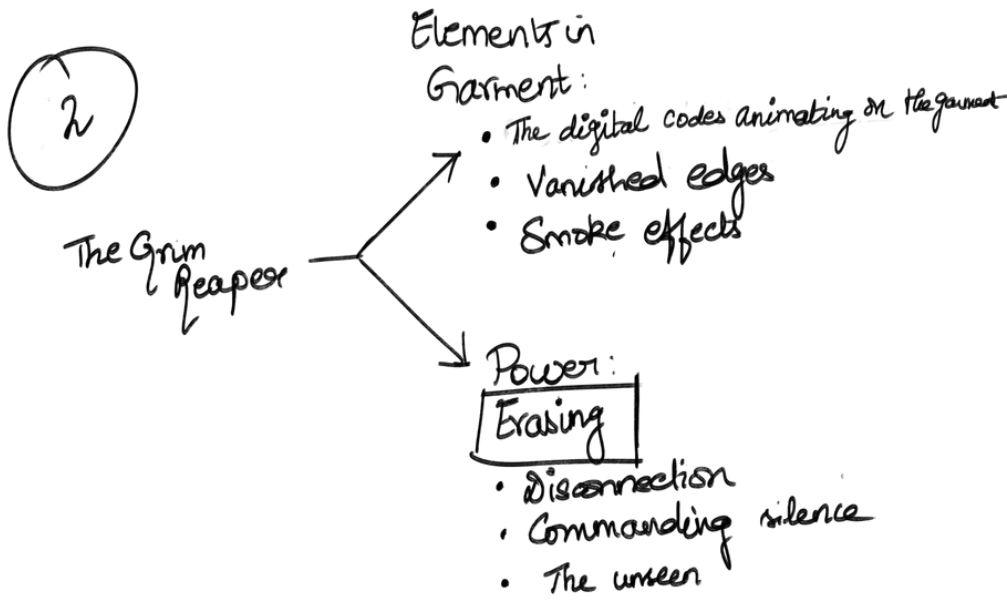 2
Elements in
Garment:
• The digital codes animating on the garment
• Vanished edges
• Smoke effects
The Grim
Reaper
Power:
Erasing
• Disconnection
• Commanding silence
• The unseen